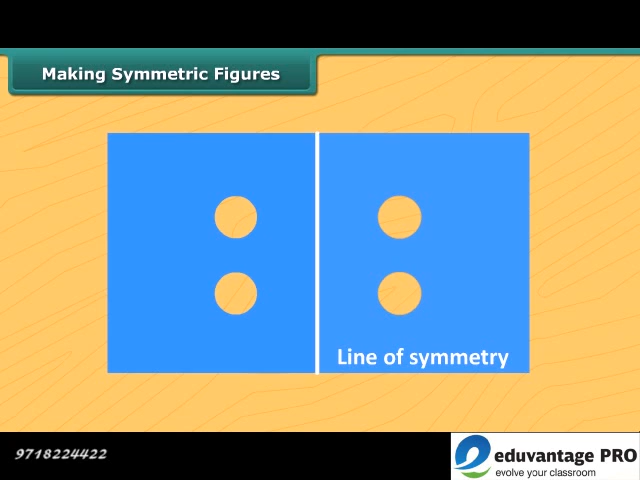 Making Symmetric Figures
Line of symmetry
9718224422
eduvantage PRO
evolve your classroom